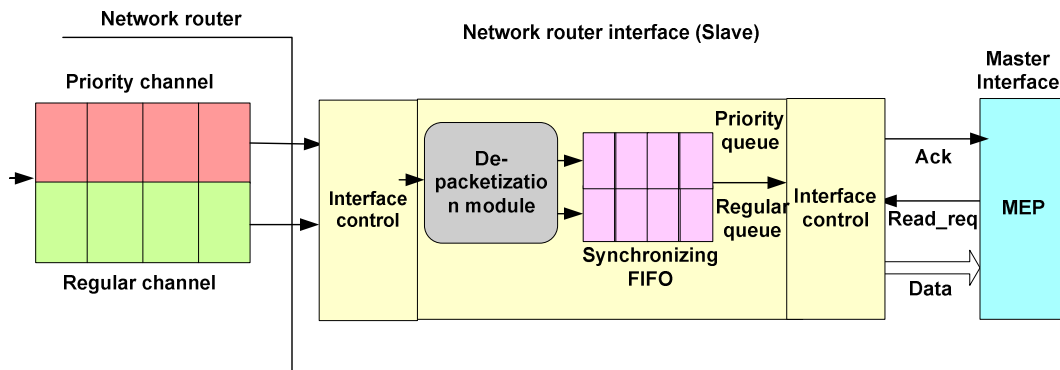 Network router
Network router interface (Slave)
Master
Interface
Priority channel
Regular channel
Interface
control
De-
packetizatio
n module
Synchronizing
FIFO
Priority
queue
Regular
queue
Interface
control
Ack
Read_req
Data
MEP